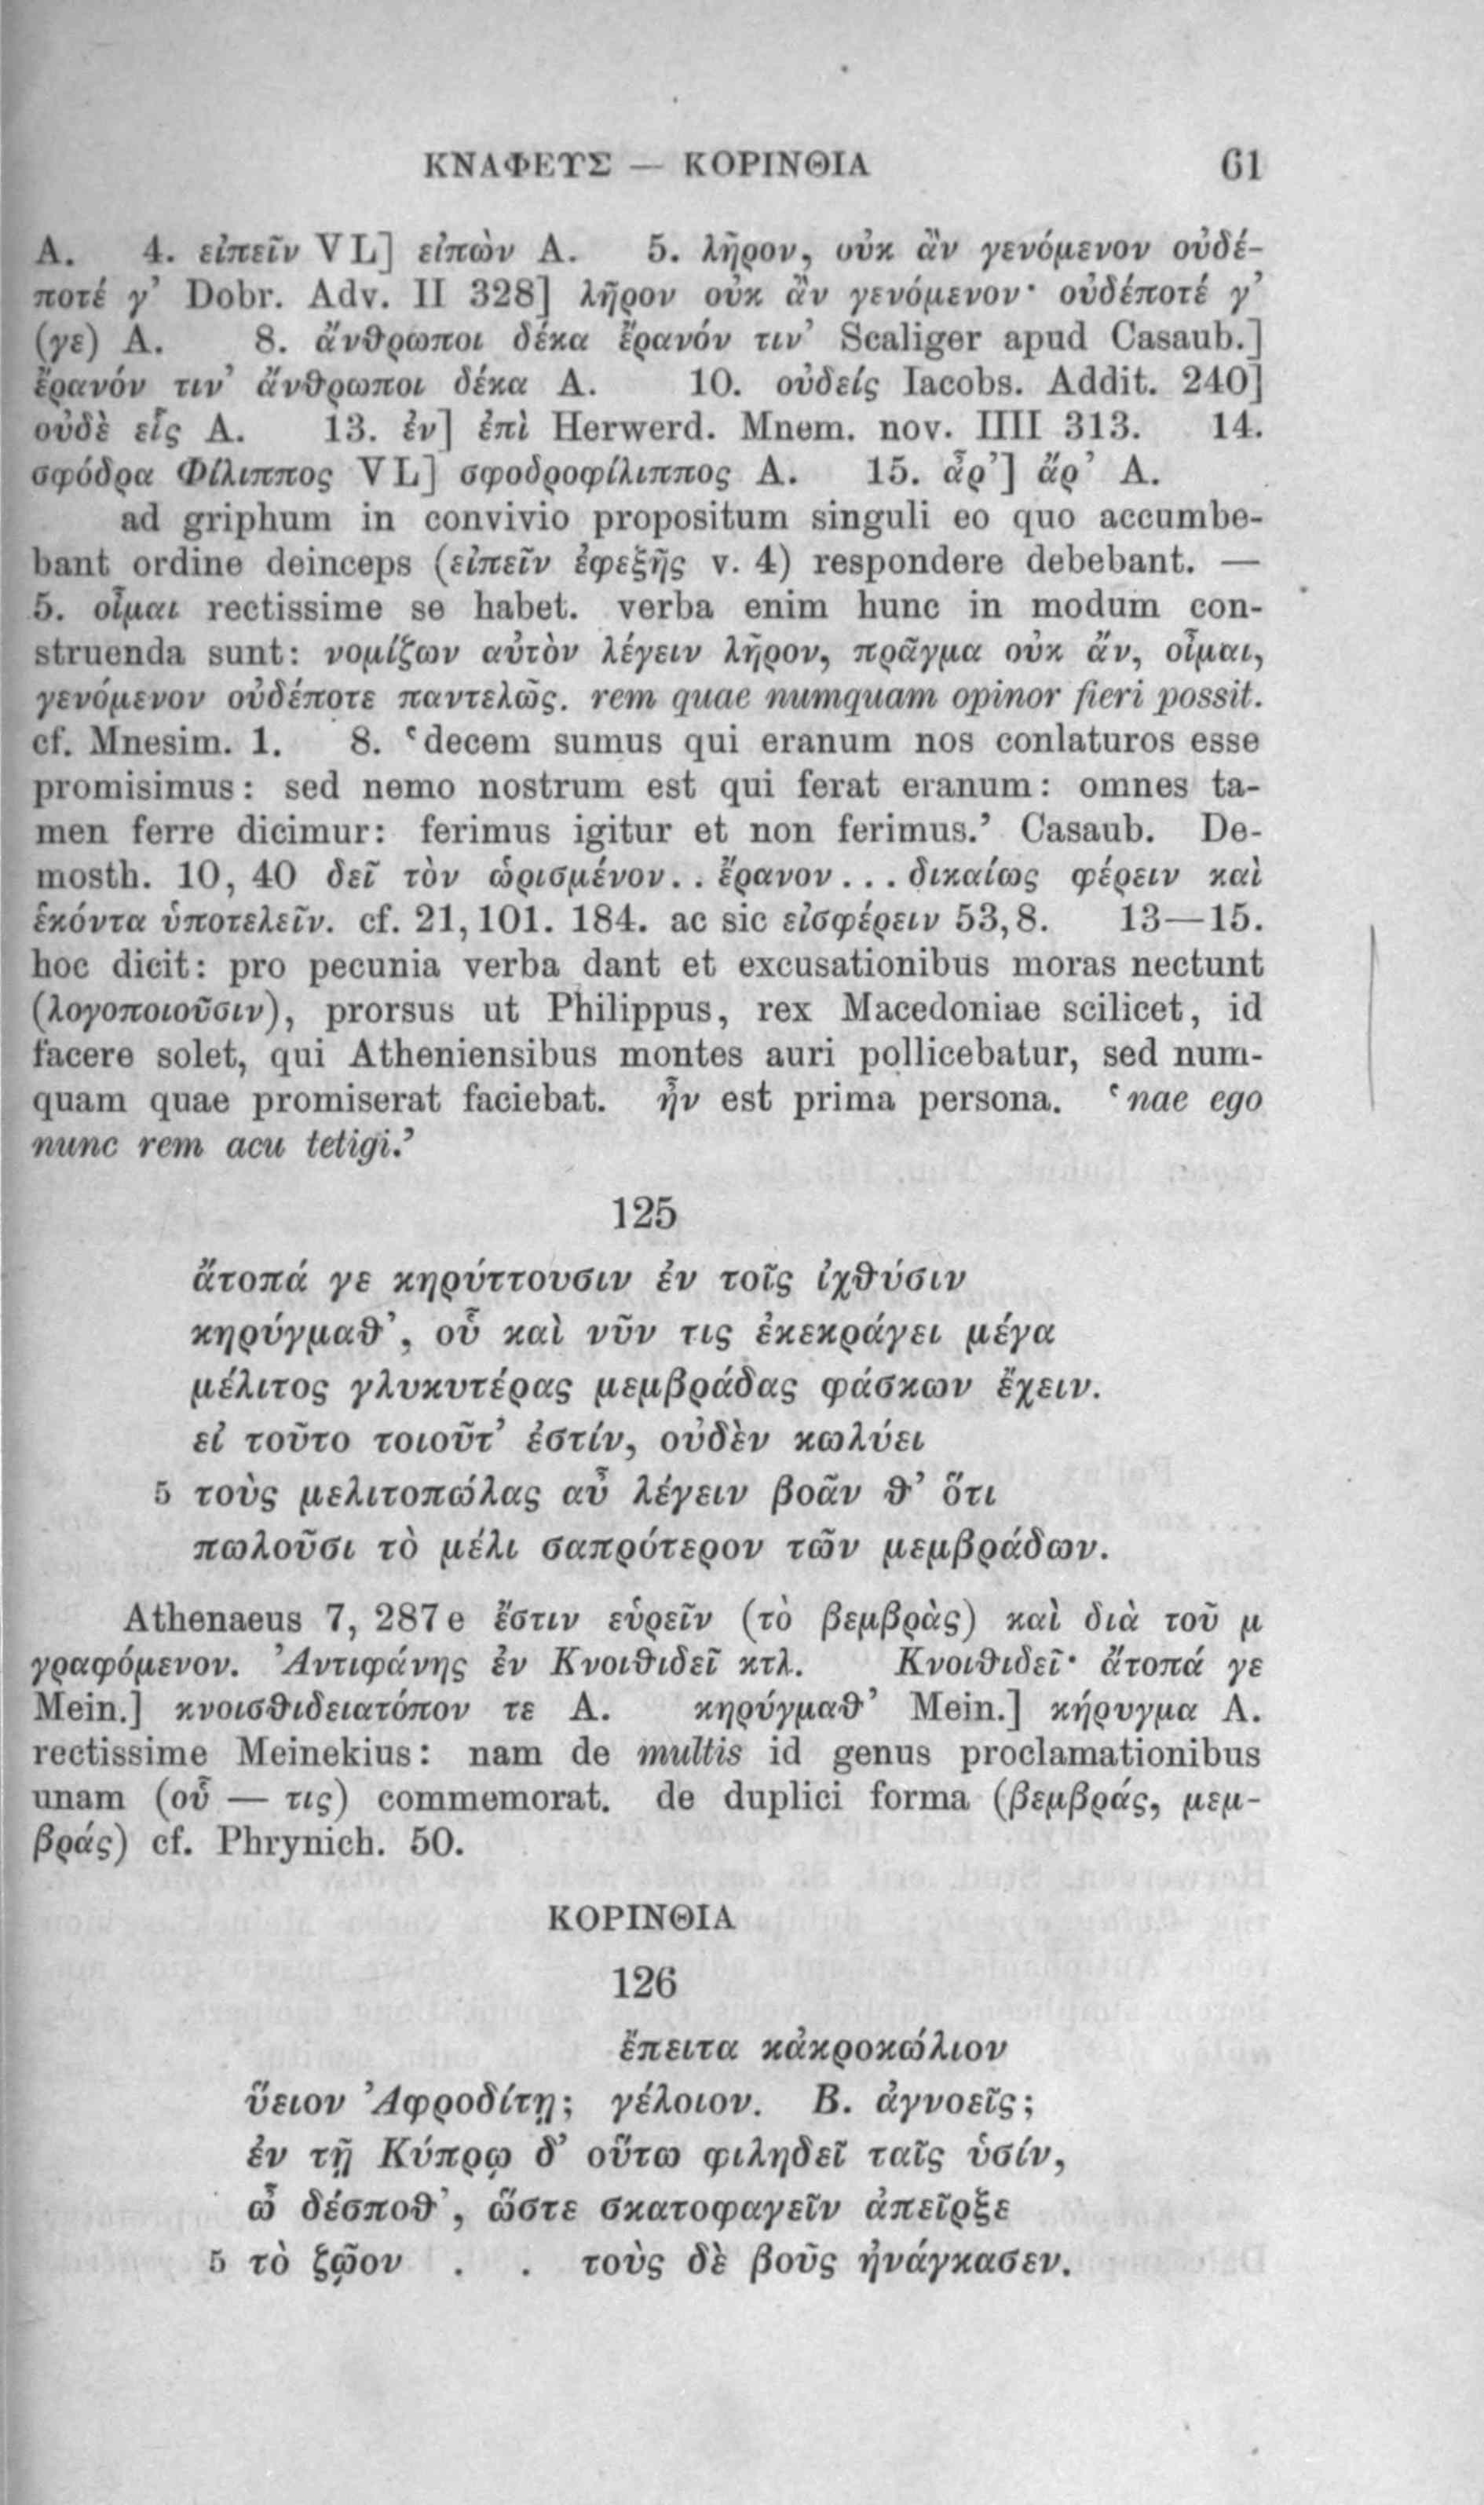 ΚΝΑΦΕΥΣ — ΚΟΡΙΝΘΙΑ 61
A. 4. εἰπεῖν VL] εἰπὼν A. 5. λῆρον, οὐκ ἂν γενόμενον οὐδέ-
ποτέ γ’ Dobr. Adv. II 328] λῆρον οὐκ ἂν γενόμενον· οὐδέποτέ γ’
(γε) A. 8. ἄνθρωποι δέκα ἔρανόν τιν’ Scaliger apud Casaub.]
ἔρανόν τιν’ ἄνθρωποι δέκα A. 10. οὐδείς Iacobs. Addit. 240]
οὐδὲ εἷς A. 13. ἐν] ἐπὶ Herwerd. Mnem. nov. IIII 313. 14.
σφόδρα Φίλιππος VL] σφοδροφίλιππος A. 15. ἆρ’] ἄρ’ A.
ad griphum in convivio propositum singuli eo quo accumbe-
bant ordine deinceps (εἰπεῖν ἐφεξῆς v. 4) respondere debebant. —
5. οἶμαι rectissime se habet. verba enim hunc in modum con-
struenda sunt: νομίζων αὐτὸν λέγειν λῆρον, πρᾶγμα οὐκ ἄν, οἶμαι,
γενόμενον οὐδέποτε παντελῶς. rem quae numquam opinor fieri possit.
cf. Mnesim. 1. 8. ‘decem sumus qui eranum nos conlaturos esse
promisimus: sed nemo nostrum est qui ferat eranum: omnes ta-
men ferre dicimur: ferimus igitur et non ferimus.’ Casaub. De-
mosth. 10, 40 δεῖ τὸν ὡρισμένον.. ἔρανον... δικαίως φέρειν καὶ
ἑκόντα ὑποτελεῖν. cf. 21, 101. 184. ac sic εἰσφέρειν 53, 8. 13—15.
hoc dicit: pro pecunia verba dant et excusationibus moras nectunt
(λογοποιοῦσιν), prorsus ut Philippus, rex Macedoniae scilicet, id
facere solet, qui Atheniensibus montes auri pollicebatur, sed num-
quam quae promiserat faciebat. ἦν est prima persona. ‘nae ego
nunc rem acu tetigi.’
125
ἄτοπά γε κηρύττουσιν ἐν τοῖς ἰχθύσιν
κηρύγμαθ’, οὗ καὶ νῦν τις ἐκεκράγει μέγα
μέλιτος γλυκυτέρας μεμβράδας φάσκων ἔχειν.
εἰ τοῦτο τοιοῦτ’ ἐστίν, οὐδὲν κωλύει
5 τοὺς μελιτοπώλας αὖ λέγειν βοᾶν θ’ ὅτι
πωλοῦσι τὸ μέλι σαπρότερον τῶν μεμβράδων.
Athenaeus 7, 287 e ἔστιν εὑρεῖν (τὸ βεμβρὰς) καὶ διὰ τοῦ μ
γραφόμενον. Ἀντιφάνης ἐν Κνοιθιδεῖ κτλ. Κνοιθιδεῖ· ἄτοπά γε
Mein.] κνοισθιδειατόπον τε A. κηρύγμαθ’ Mein.] κήρυγμα A.
rectissime Meinekius: nam de multis id genus proclamationibus
unam (οὗ — τις) commemorat. de duplici forma (βεμβράς, μεμ-
βράς) cf. Phrynich. 50.
ΚΟΡΙΝΘΙΑ
126
ἔπειτα κἀκροκώλιον
ὕειον Ἀφροδίτῃ; γέλοιον. B. ἀγνοεῖς;
ἐν τῇ Κύπρῳ δ’ οὕτω φιληδεῖ ταῖς ὑσίν,
ὦ δέσποθ’, ὥστε σκατοφαγεῖν ἀπεῖρξε
5 τὸ ζῷον . . τοὺς δὲ βοῦς ἠνάγκασεν.